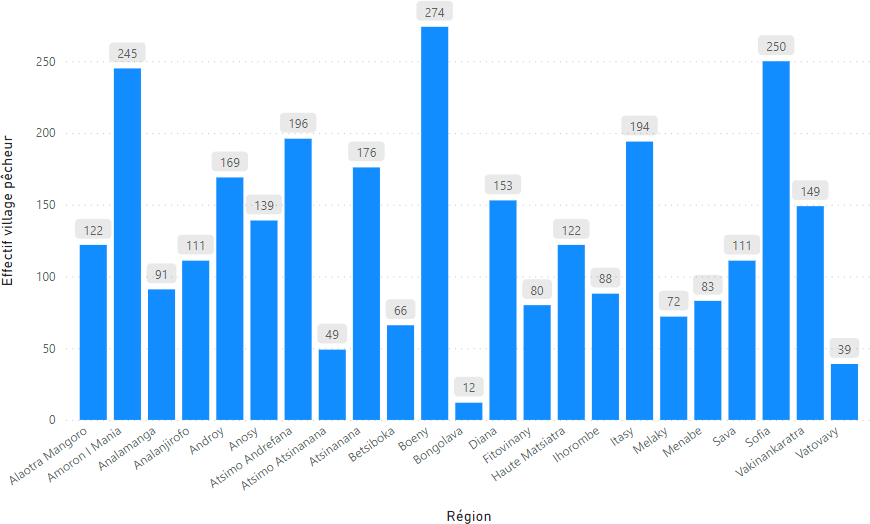 274
250
245
196
194
176
169
153
149
139
122
122
111
111
91
88
83
80
72
66
49
39
12
250
200
150
100
50
0
Effectif village pêcheur
Alaotra Mangoro
Amoron I Mania
Analamanga
Analanjirofo
Androy
Anosy
Atsimo Andrefana
Atsimo Atsinanana
Atsinanana
Betsiboka
Boeny
Bongolava
Diana
Fitovinany
Haute Matsiatra
Ihorombe
Itasy
Melaky
Menabe
Sava
Sofia
Vakinankaratra
Vatovavy
Région